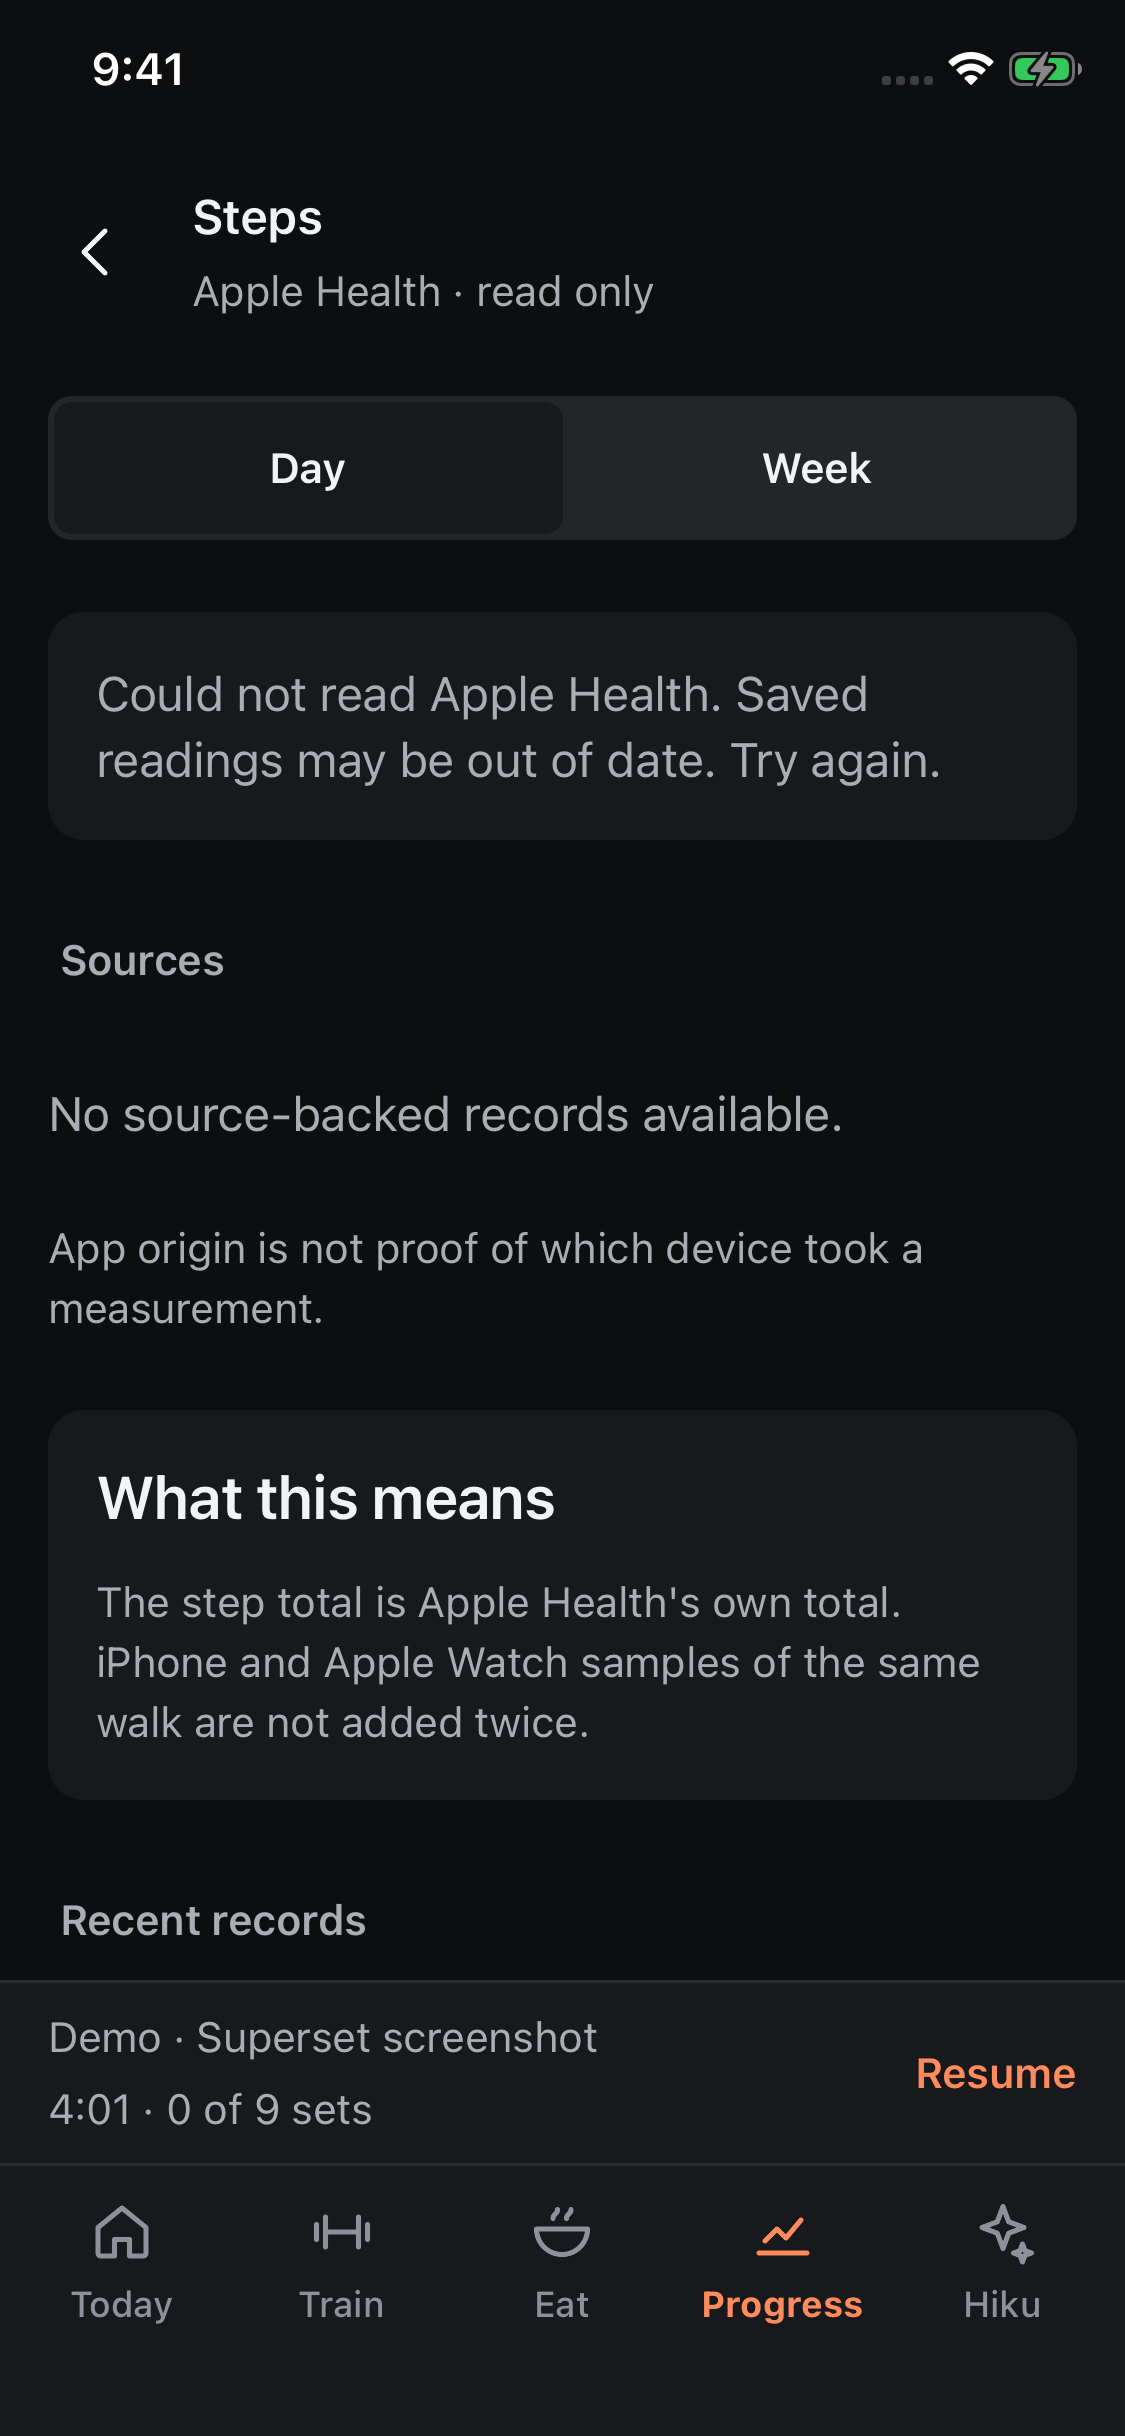 9:41
Steps
Apple Health · read only
Day
Week
Could not read Apple Health. Saved
readings may be out of date. Try again.
Sources
No source-backed records available.
App origin is not proof of which device took a
measurement.
What this means
The step total is Apple Health's own total.
iPhone and Apple Watch samples of the same
walk are not added twice.
Recent records
Demo · Superset screenshot
4:01 · 0 of 9 sets
Resume
Today
Train
Eat
Progress
Hiku